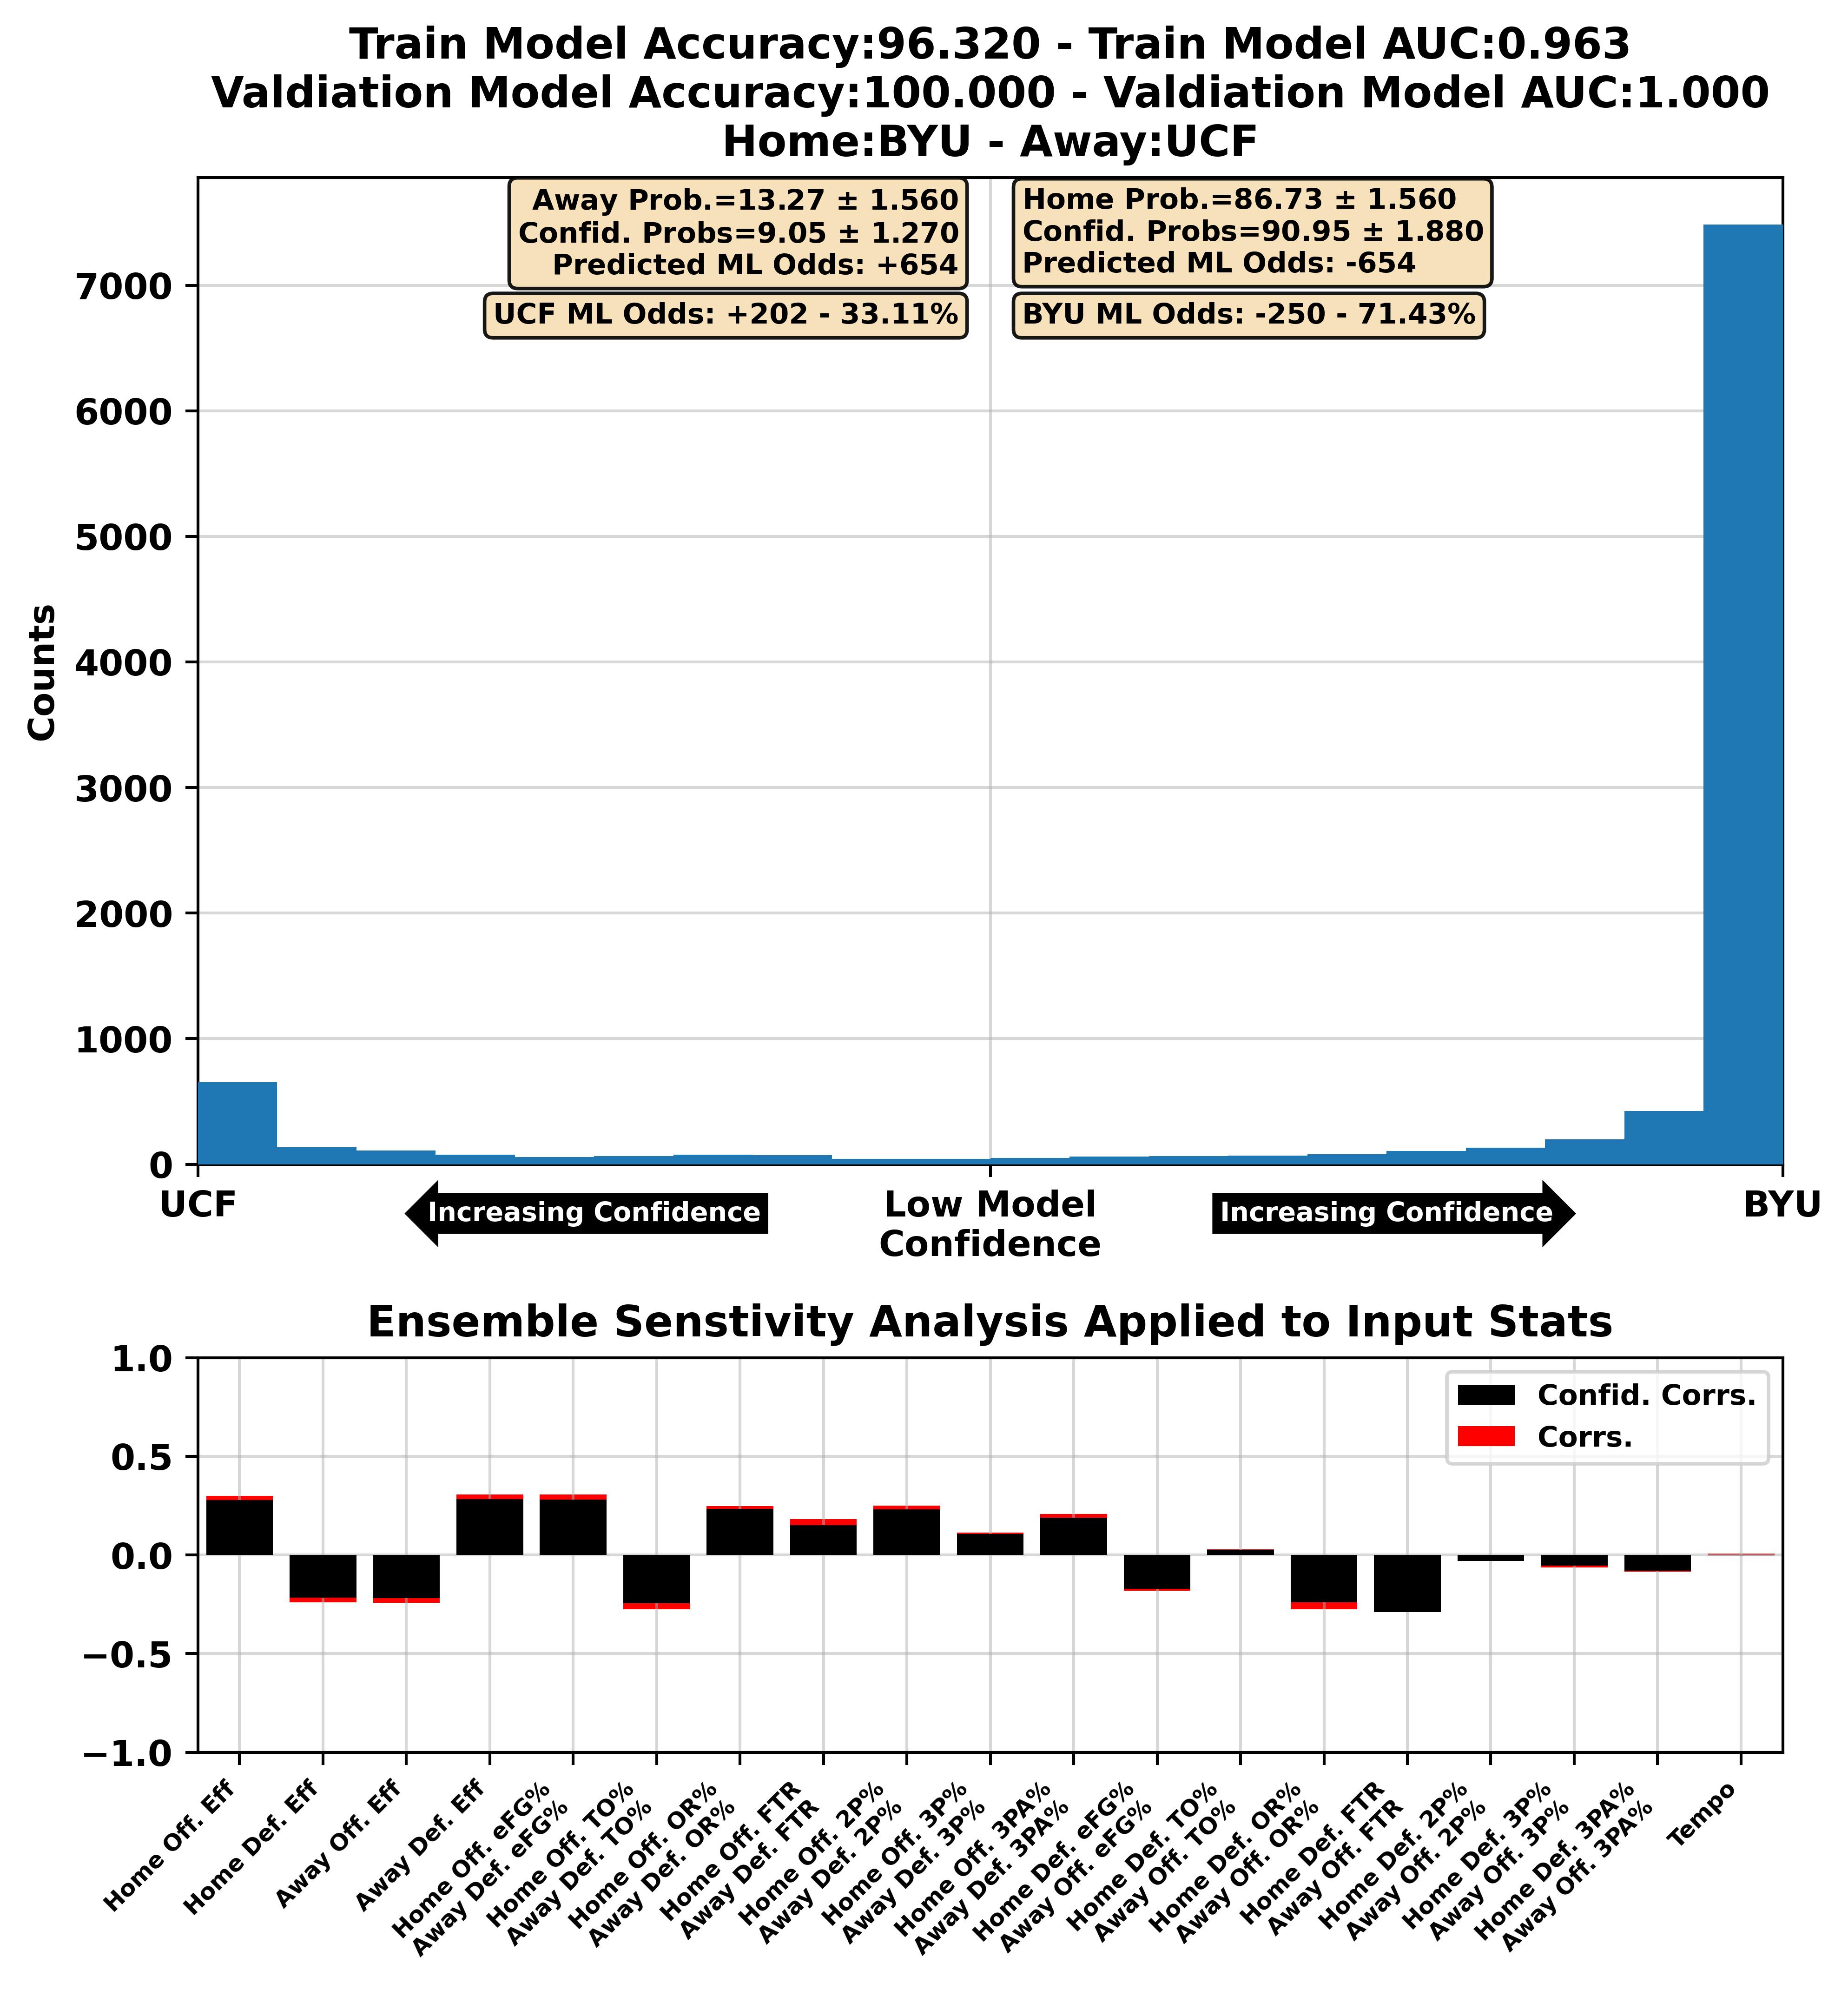 Train Model Accuracy:96.320 - Train Model AUC:0.963
Valdiation Model Accuracy:100.000 - Valdiation Model AUC:1.000
Home:BYU - Away:UCF
Away Prob.=13.27 ± 1.560
Confid. Probs=9.05 ± 1.270
Predicted ML Odds: +654
UCF ML Odds: +202 - 33.11%
Home Prob.=86.73 ± 1.560
Confid. Probs=90.95 ± 1.880
Predicted ML Odds: -654
BYU ML Odds: -250 - 71.43%
Counts
7000
6000
5000
4000
3000
2000
1000
0
UCF
Increasing Confidence
Low Model
Confidence
Increasing Confidence
BYU
Ensemble Senstivity Analysis Applied to Input Stats
Confid. Corrs.
Corrs.
1.0
0.5
0.0
−0.5
−1.0
Home Off. Eff
Home Def. Eff
Away Off. Eff
Away Def. Eff
Home Off. eFG%
Away Def. eFG%
Home Off. TO%
Away Def. TO%
Home Off. OR%
Away Def. OR%
Home Off. FTR
Away Def. FTR
Home Off. 2P%
Away Def. 2P%
Home Off. 3P%
Away Def. 3P%
Home Off. 3PA%
Away Def. 3PA%
Home Def. eFG%
Away Off. eFG%
Home Def. TO%
Away Off. TO%
Home Def. OR%
Away Off. OR%
Home Def. FTR
Away Off. FTR
Home Def. 2P%
Away Off. 2P%
Home Def. 3P%
Away Off. 3P%
Home Def. 3PA%
Away Off. 3PA%
Tempo